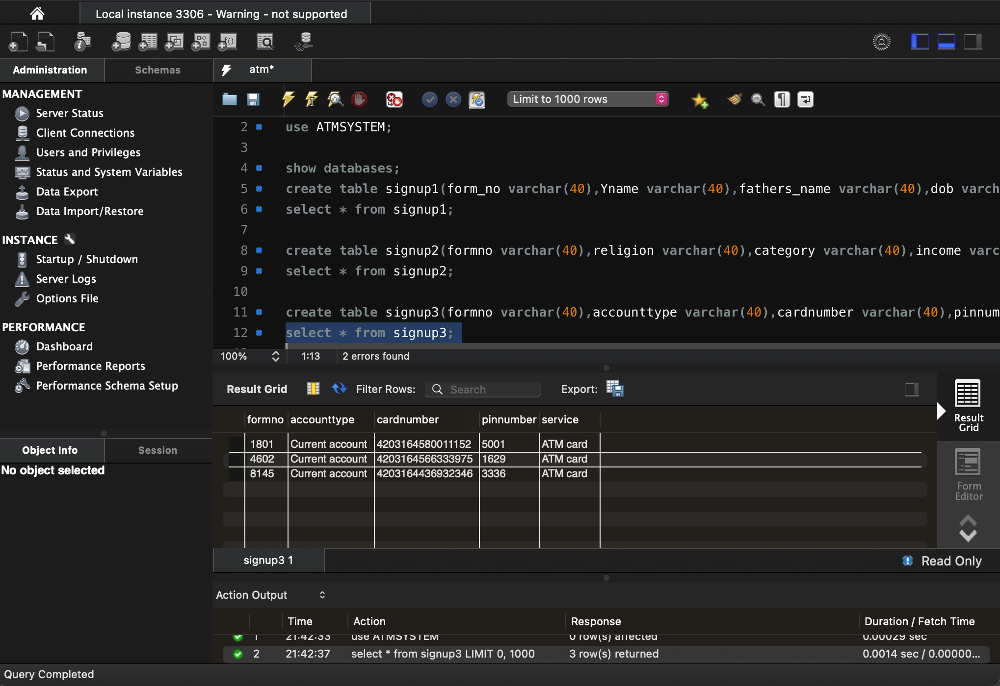 Local instance 3306 - Warning - not supported
Administration
Schemas
atm*
MANAGEMENT
Server Status
Client Connections
Users and Privileges
Status and System Variables
Data Export
Data Import/Restore
INSTANCE
Startup / Shutdown
Server Logs
Options File
PERFORMANCE
Dashboard
Performance Reports
Performance Schema Setup
Object Info
Session
No object selected
Limit to 1000 rows
2 use ATMSYSTEM;
3
4 show databases;
5 create table signup1(form_no varchar(40),Yname varchar(40),fathers_name varchar(40),dob varch
6 select * from signup1;
7
8 create table signup2(formno varchar(40),religion varchar(40),category varchar(40),income varc
9 select * from signup2;
10
11 create table signup3(formno varchar(40),accounttype varchar(40),cardnumber varchar(40),pinnum
12 select * from signup3;
100% 1:13 2 errors found
Result Grid Filter Rows: Search Export:
formno accounttype cardnumber pinnumber service
1801 Current account 4203164580011152 5001 ATM card
4602 Current account 4203164566333975 1629 ATM card
8145 Current account 4203164436932346 3336 ATM card
Result
Grid
Form
Editor
signup3 1
Read Only
Action Output
Time Action Response Duration / Fetch Time
1 21:42:33 use ATMSYSTEM 0 row(s) affected 0.00029 sec
2 21:42:37 select * from signup3 LIMIT 0, 1000 3 row(s) returned 0.0014 sec / 0.00000...
Query Completed